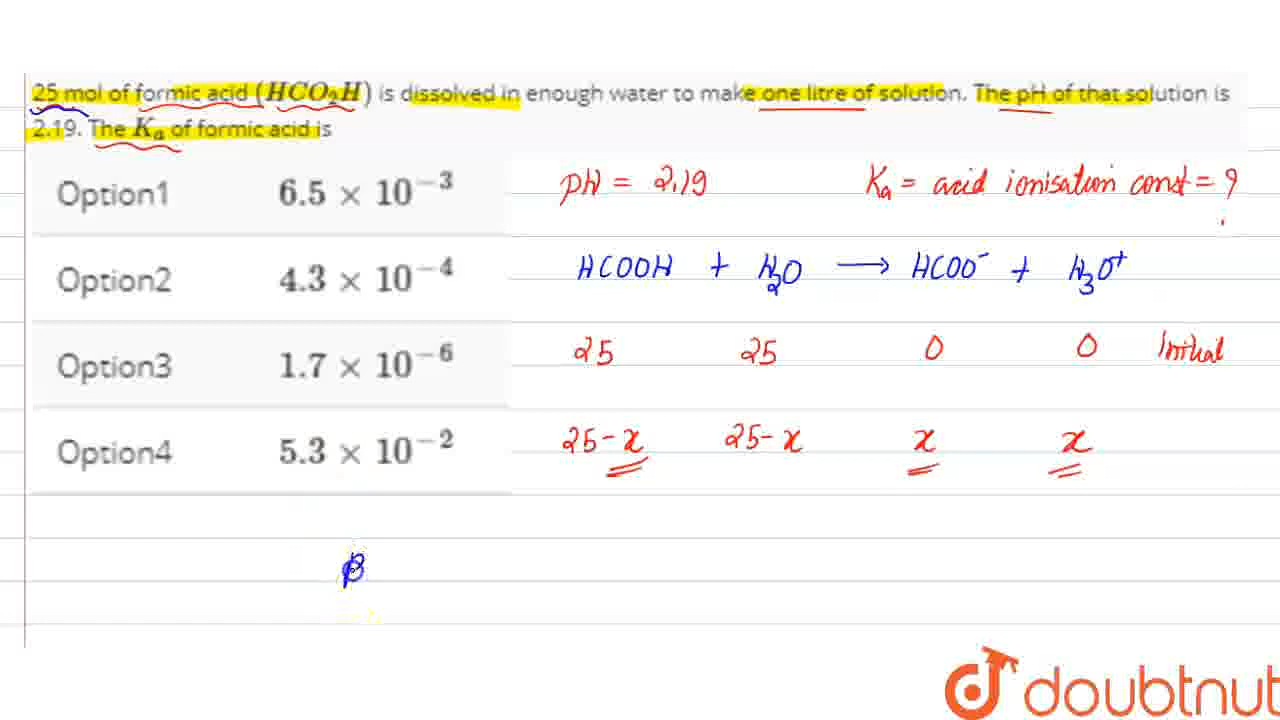 25 mol of formic acid (HCO₂H) is dissolved in enough water to make one litre of solution. The pH of that solution is
2.19. The Kₐ of formic acid is
Option1 6.5 × 10⁻³
pH = 2.19 Kₐ = acid ionisation const = ?
Option2 4.3 × 10⁻⁴
HCOOH + H₂O → HCOO⁻ + H₃O⁺
Option3 1.7 × 10⁻⁶
25 25 0 0 Initial
Option4 5.3 × 10⁻²
25-x 25-x x x
doubtnut